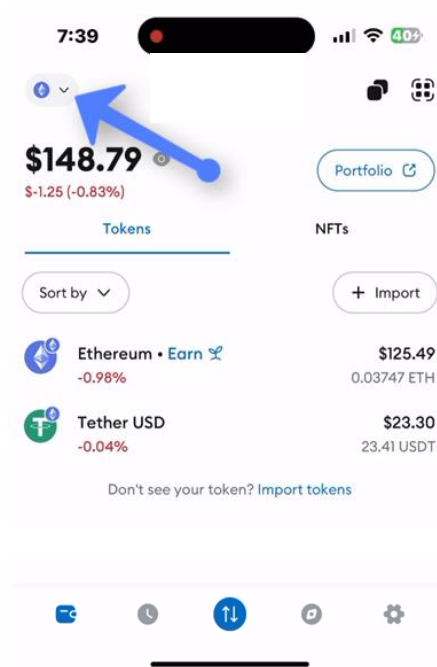 7:39
40
$148.79
$-1.25 (-0.83%)
Portfolio
Tokens
NFTs
Sort by
+ Import
Ethereum • Earn
$125.49
-0.98%
0.03747 ETH
Tether USD
$23.30
-0.04%
23.41 USDT
Don't see your token? Import tokens